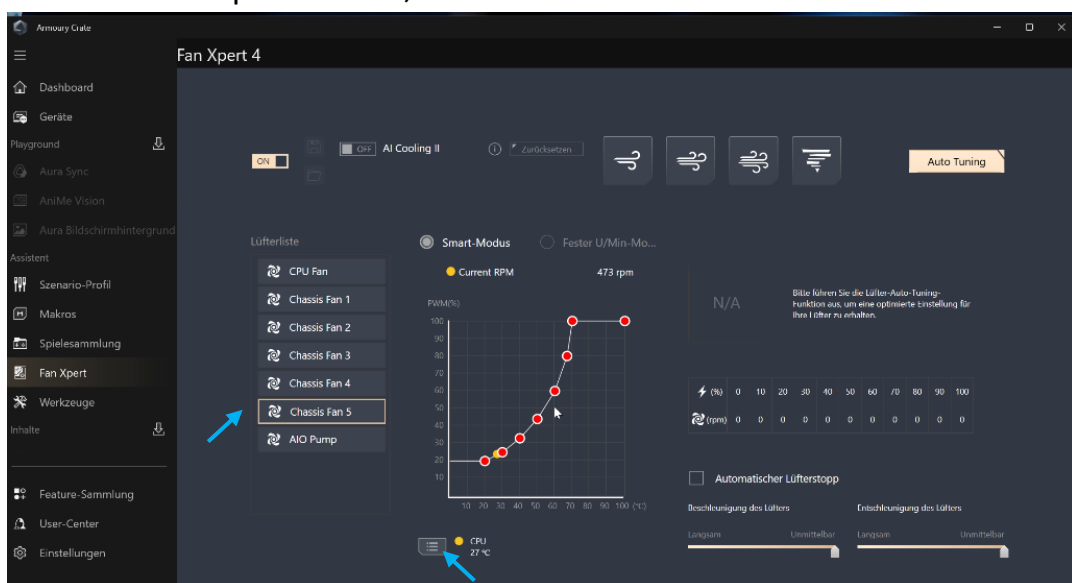 Armoury Crate
Fan Xpert 4
Dashboard
Geräte
Playground
Aura Sync
AniMe Vision
Aura Bildschirmhintergrund
Assistent
Szenario-Profil
Makros
Spielesammlung
Fan Xpert
Werkzeuge
Inhalte
Feature-Sammlung
User-Center
Einstellungen
ON
OFF AI Cooling II
Zurücksetzen
Auto Tuning
Lüfterliste
CPU Fan
Chassis Fan 1
Chassis Fan 2
Chassis Fan 3
Chassis Fan 4
Chassis Fan 5
AIO Pump
Smart-Modus
Fester U/Min-Mo...
Current RPM 473 rpm
PWM(%)
100
90
80
70
60
50
40
30
20
10
10 20 30 40 50 60 70 80 90 100 (°C)
CPU
27 °C
N/A
Bitte führen Sie die Lüfter-Auto-Tuning-
Funktion aus, um eine optimierte Einstellung für
Ihre Lüfter zu erhalten.
(%) 0 10 20 30 40 50 60 70 80 90 100
(rpm) 0 0 0 0 0 0 0 0 0 0 0
Automatischer Lüfterstopp
Beschleunigung des Lüfters
Langsam Unmittelbar
Entschleunigung des Lüfters
Langsam Unmittelbar